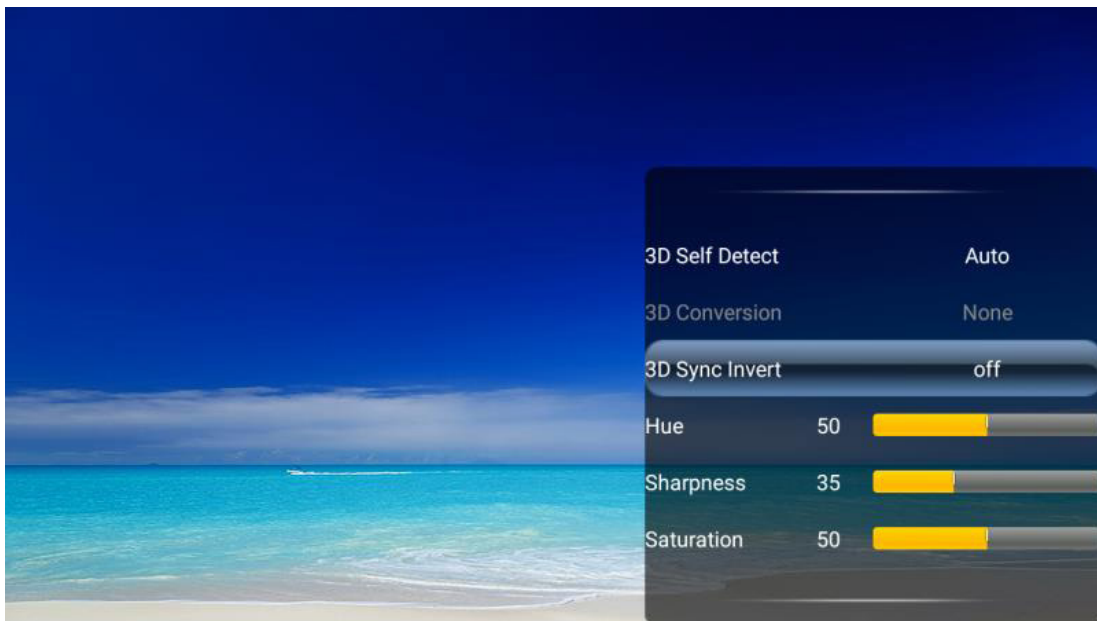 3D Self Detect Auto
3D Conversion None
3D Sync Invert off
Hue 50
Sharpness 35
Saturation 50